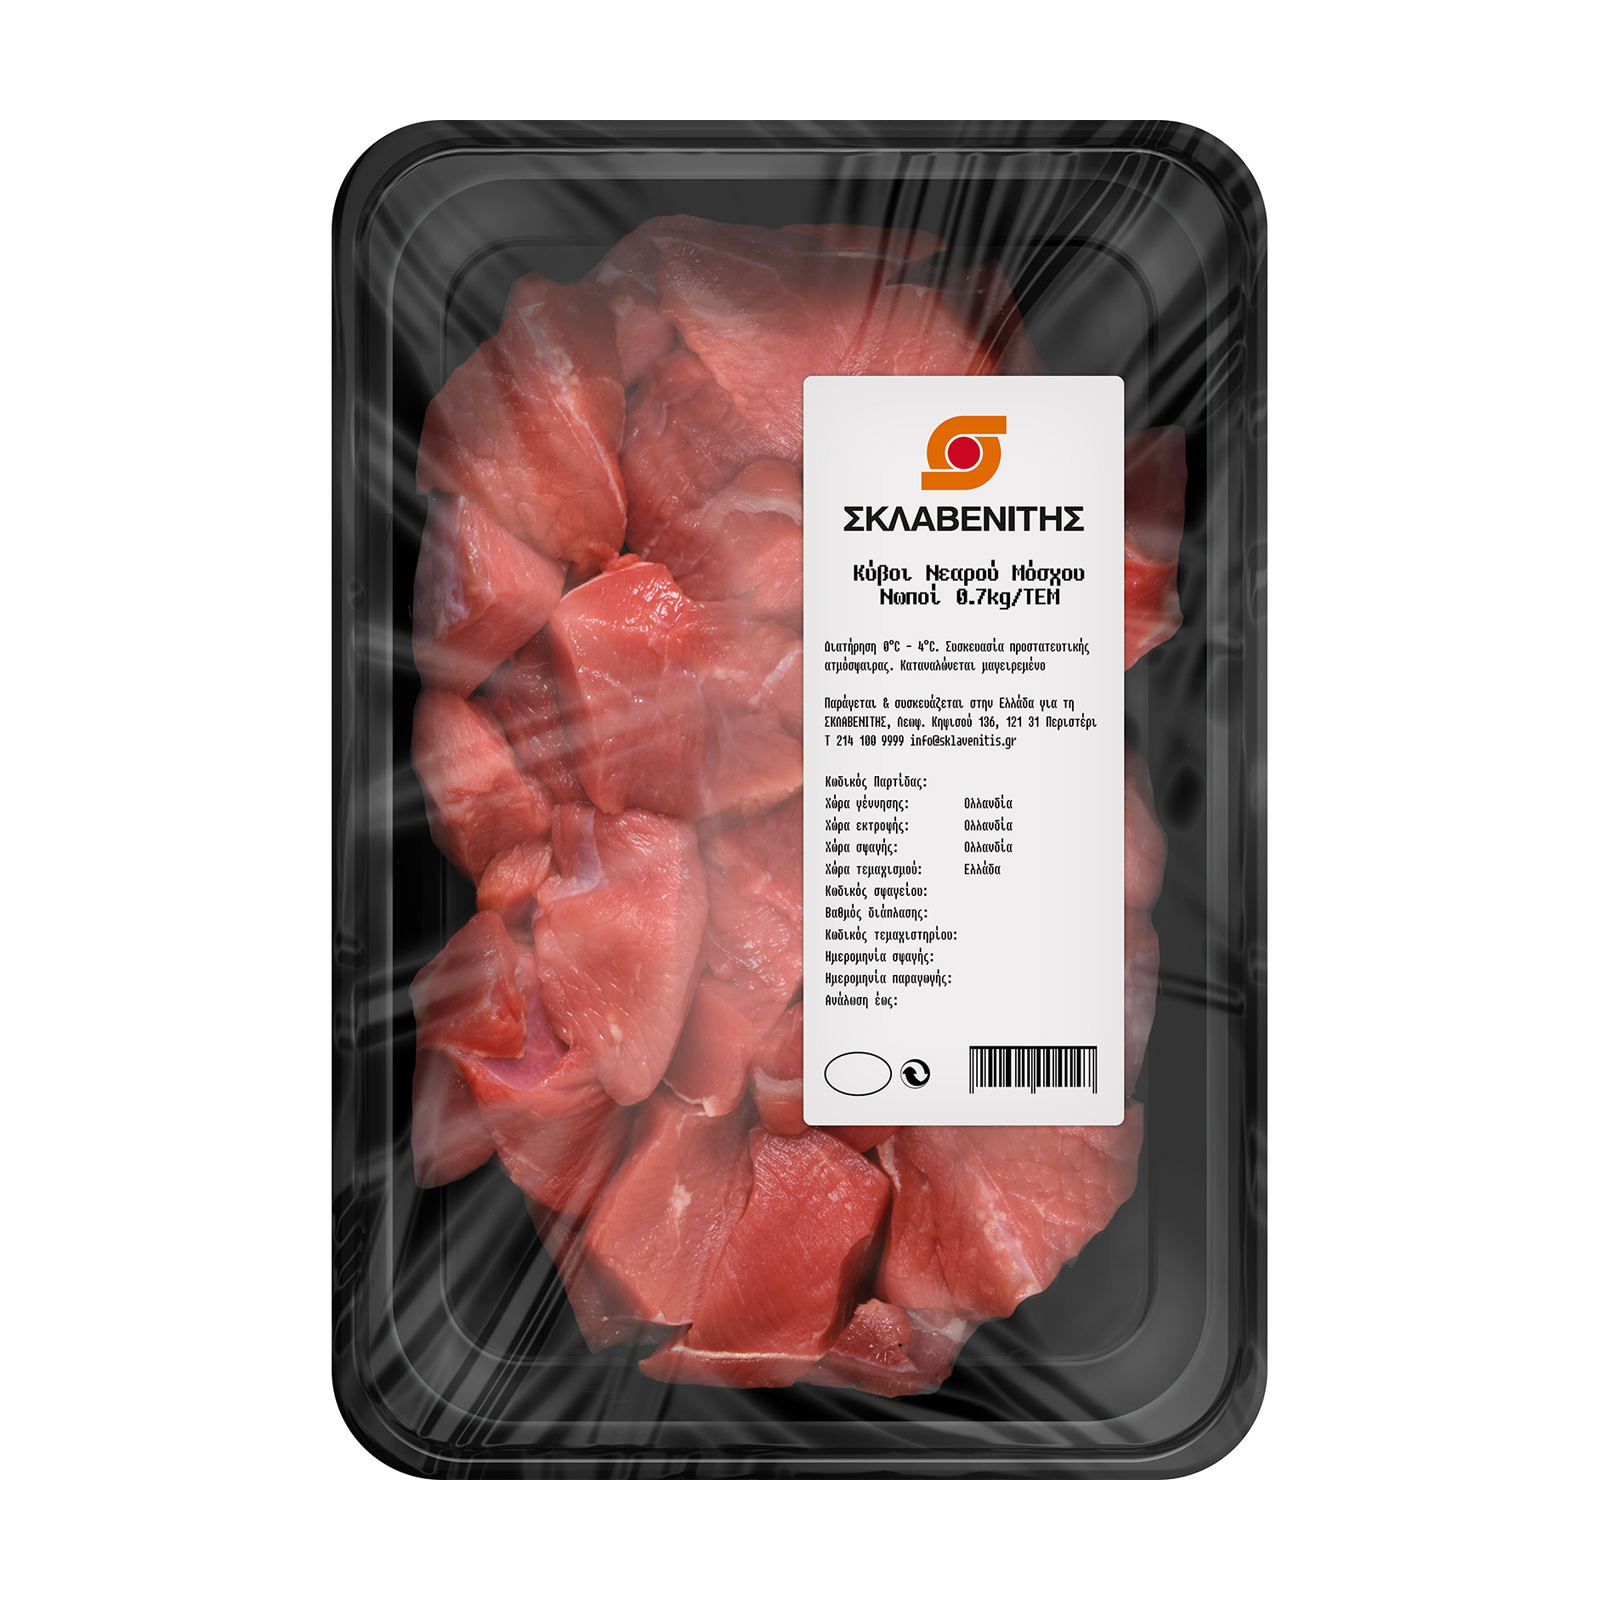 ΣΚΛΑΒΕΝΙΤΗΣ
Κύβοι Νεαρού Μόσχου
Νωποί 0.7kg/ΤΕΜ
Διατήρηση 0°C - 4°C. Συσκευασία προστατευτικής
ατμόσφαιρας. Καταναλώνεται μαγειρεμένο
Παράγεται & συσκευάζεται στην Ελλάδα για τη
ΣΚΛΑΒΕΝΙΤΗΣ, Λεωφ. Κηφισού 136, 121 31 Περιστέρι
Τ 214 100 9999 info@sklavenitis.gr
Κωδικός Παρτίδας:
Χώρα γέννησης: Ολλανδία
Χώρα εκτροφής: Ολλανδία
Χώρα σφαγής: Ολλανδία
Χώρα τεμαχισμού: Ελλάδα
Κωδικός σφαγείου:
Βαθμός διάπλασης:
Κωδικός τεμαχιστηρίου:
Ημερομηνία σφαγής:
Ημερομηνία παραγωγής:
Ανάλωση έως: